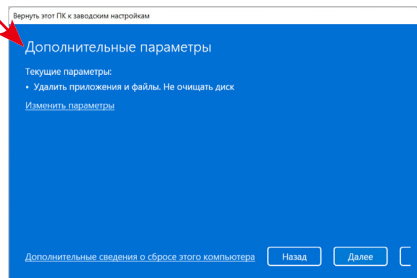 Вернуть этот ПК к заводским настройкам
Дополнительные параметры
Текущие параметры:
• Удалить приложения и файлы. Не очищать диск
Изменить параметры
Дополнительные сведения о сбросе этого компьютера
Назад
Далее